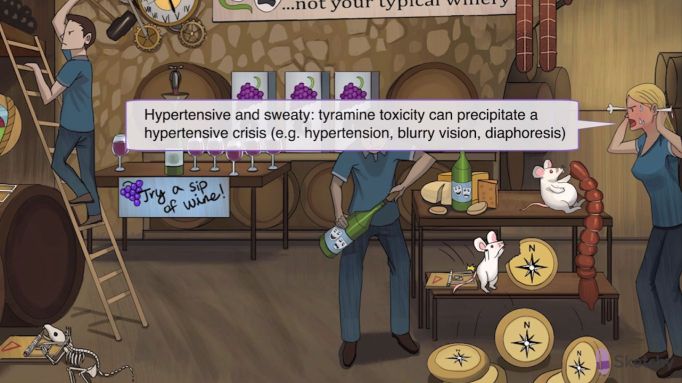 ...not your typical winery
Hypertensive and sweaty: tyramine toxicity can precipitate a
hypertensive crisis (e.g. hypertension, blurry vision, diaphoresis)
Try a sip
of wine!
N
N
Sketchy